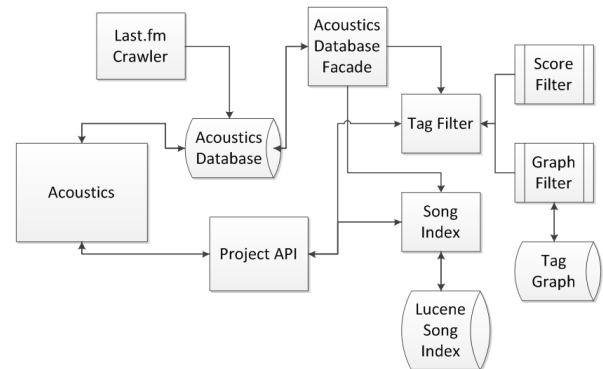 Last.fm
Crawler
Acoustics
Database
Facade
Score
Filter
Tag Filter
Acoustics
Database
Acoustics
Graph
Filter
Song
Index
Project API
Tag
Graph
Lucene
Song
Index